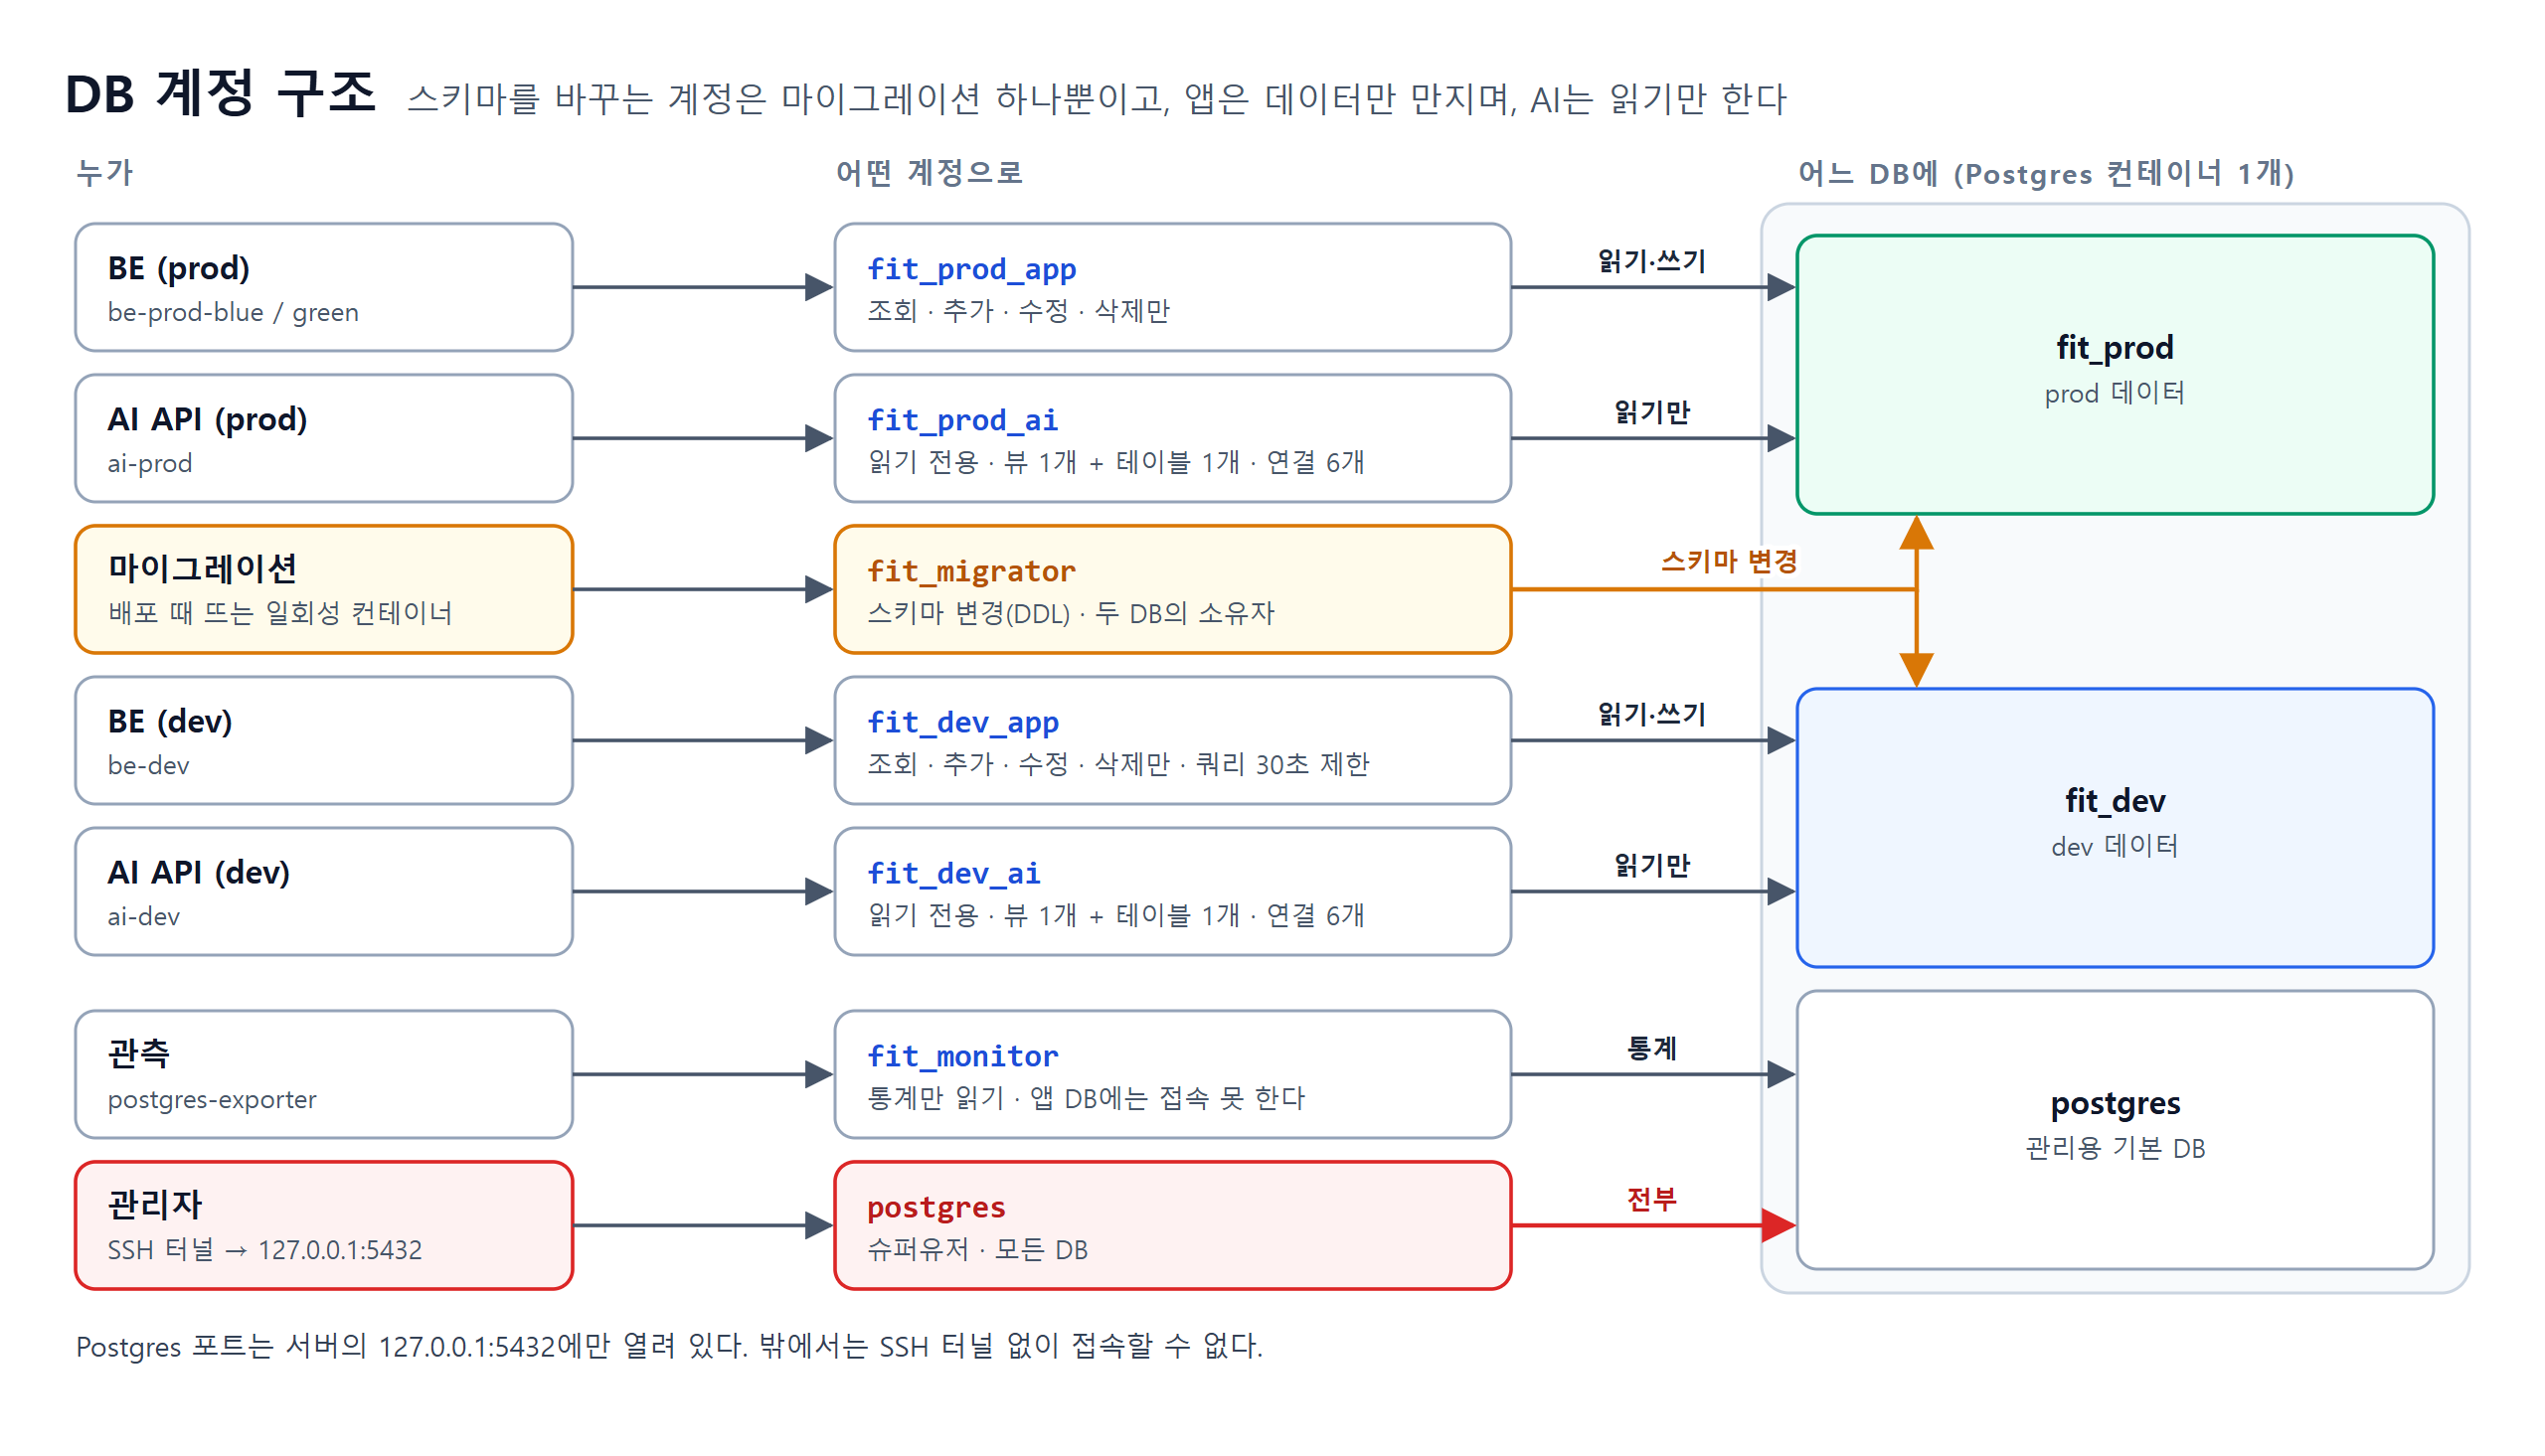 DB 계정 구조 스키마를 바꾸는 계정은 마이그레이션 하나뿐이고, 앱은 데이터만 만지며, AI는 읽기만 한다
누가
어떤 계정으로
어느 DB에 (Postgres 컨테이너 1개)
BE (prod)
be-prod-blue / green
fit_prod_app
조회 · 추가 · 수정 · 삭제만
읽기·쓰기
fit_prod
prod 데이터
AI API (prod)
ai-prod
fit_prod_ai
읽기 전용 · 뷰 1개 + 테이블 1개 · 연결 6개
읽기만
마이그레이션
배포 때 뜨는 일회성 컨테이너
fit_migrator
스키마 변경(DDL) · 두 DB의 소유자
스키마 변경
BE (dev)
be-dev
fit_dev_app
조회 · 추가 · 수정 · 삭제만 · 쿼리 30초 제한
읽기·쓰기
fit_dev
dev 데이터
AI API (dev)
ai-dev
fit_dev_ai
읽기 전용 · 뷰 1개 + 테이블 1개 · 연결 6개
읽기만
관측
postgres-exporter
fit_monitor
통계만 읽기 · 앱 DB에는 접속 못 한다
통계
postgres
관리용 기본 DB
관리자
SSH 터널 → 127.0.0.1:5432
postgres
슈퍼유저 · 모든 DB
전부
Postgres 포트는 서버의 127.0.0.1:5432에만 열려 있다. 밖에서는 SSH 터널 없이 접속할 수 없다.